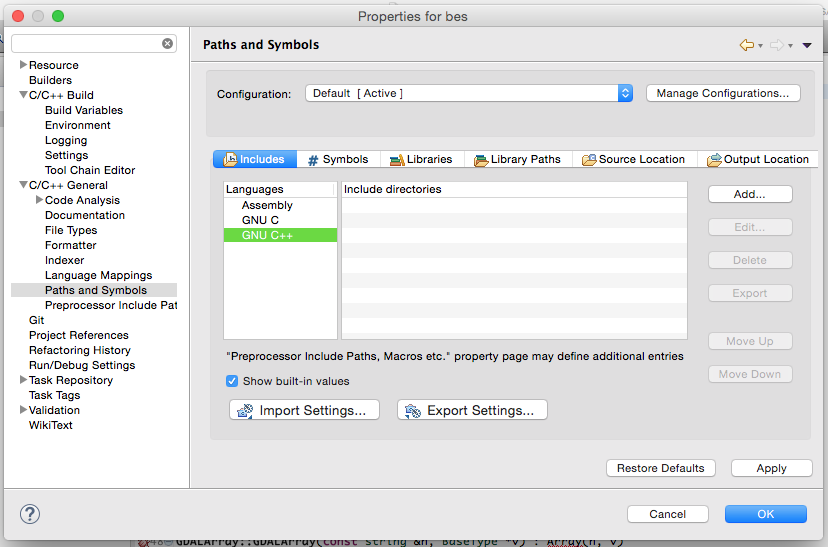 Properties for bes
Paths and Symbols
Resource
Builders
C/C++ Build
Build Variables
Environment
Logging
Settings
Tool Chain Editor
C/C++ General
Code Analysis
Documentation
File Types
Formatter
Indexer
Language Mappings
Paths and Symbols
Preprocessor Include Pat
Git
Project References
Refactoring History
Run/Debug Settings
Task Repository
Task Tags
Validation
WikiText
Configuration: Default [ Active ] Manage Configurations...
Includes # Symbols Libraries Library Paths Source Location Output Location
Languages Include directories
Assembly
GNU C
GNU C++
Add...
Edit...
Delete
Export
Move Up
Move Down
"Preprocessor Include Paths, Macros etc." property page may define additional entries
Show built-in values
Import Settings... Export Settings...
Restore Defaults Apply
? Cancel OK
48 GDALArray::GDALArray(const string &n, BaseType *v) : Array(n, v)